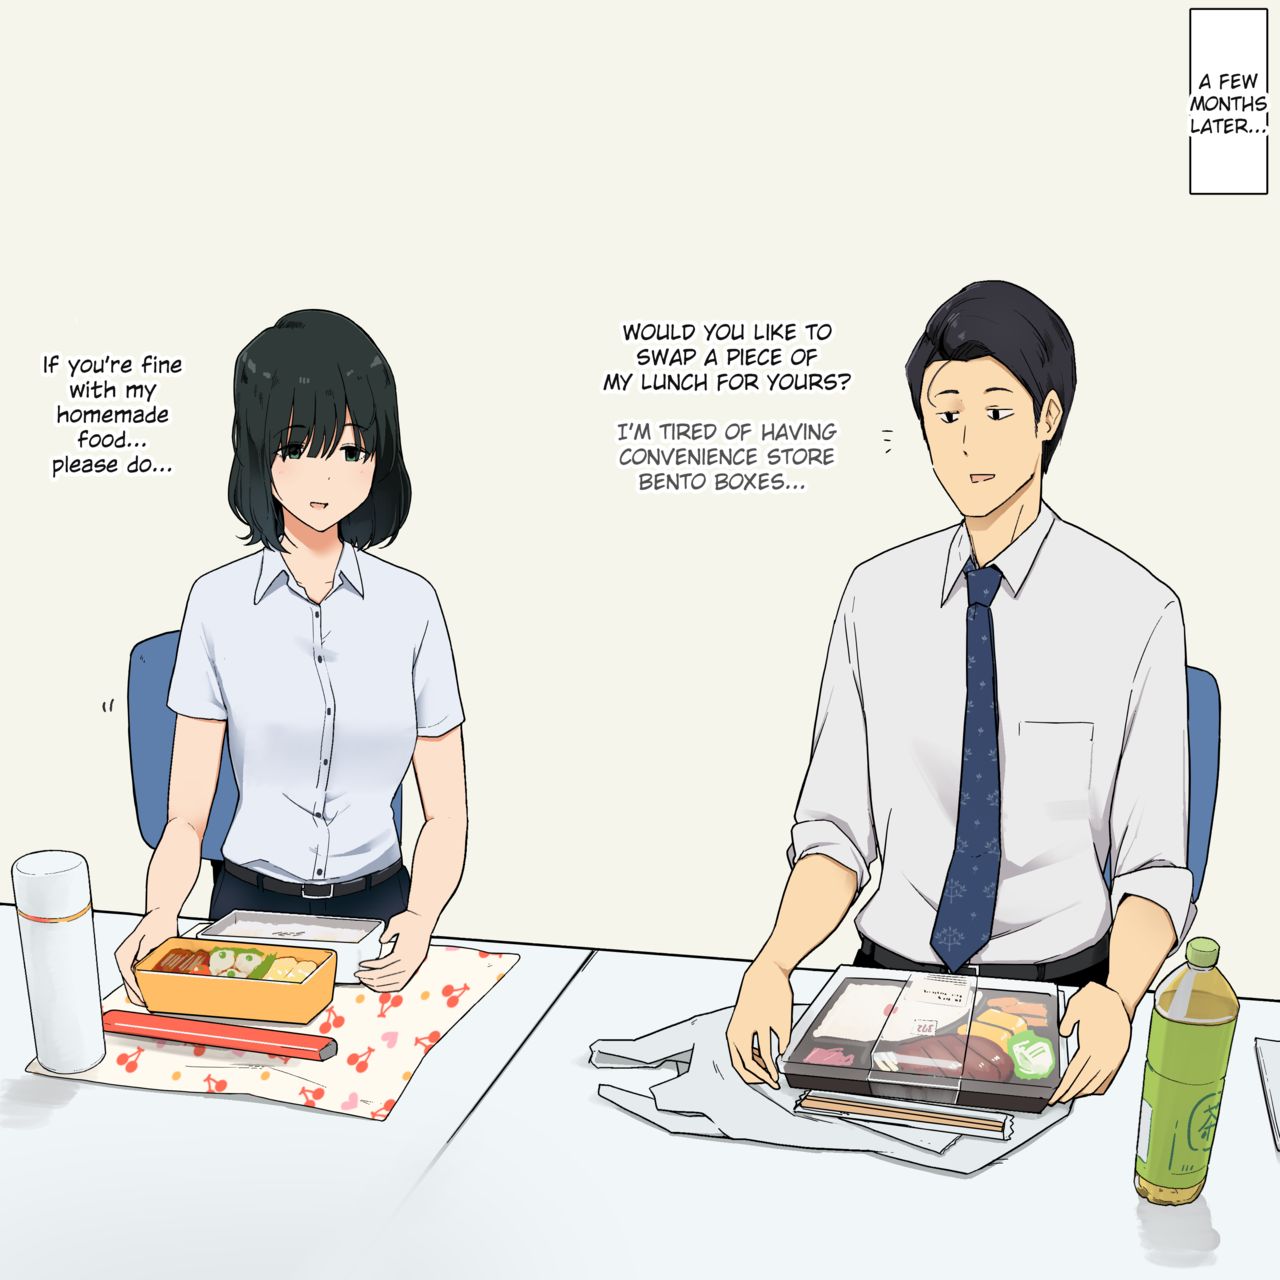 A FEW
MONTHS
LATER...
WOULD YOU LIKE TO
SWAP A PIECE OF
MY LUNCH FOR YOURS?
I'M TIRED OF HAVING
CONVENIENCE STORE
BENTO BOXES...
If you're fine
with my
homemade
food...
please do...
茶